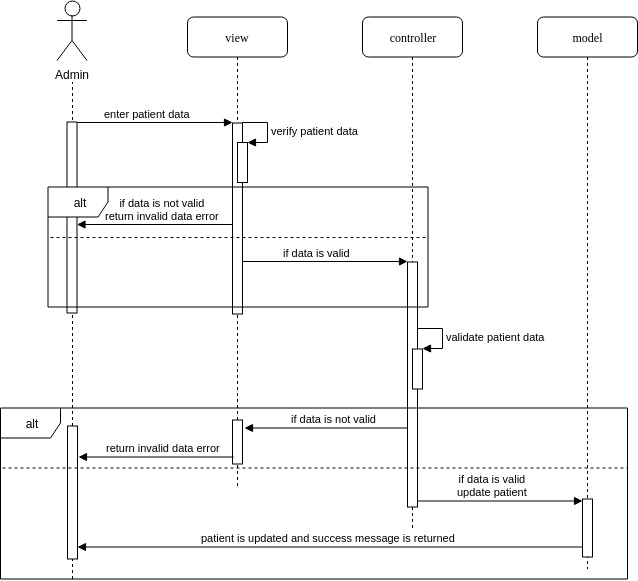 view
controller
model
Admin
enter patient data
verify patient data
alt
if data is not valid
return invalid data error
if data is valid
validate patient data
alt
if data is not valid
return invalid data error
if data is valid
update patient
patient is updated and success message is returned